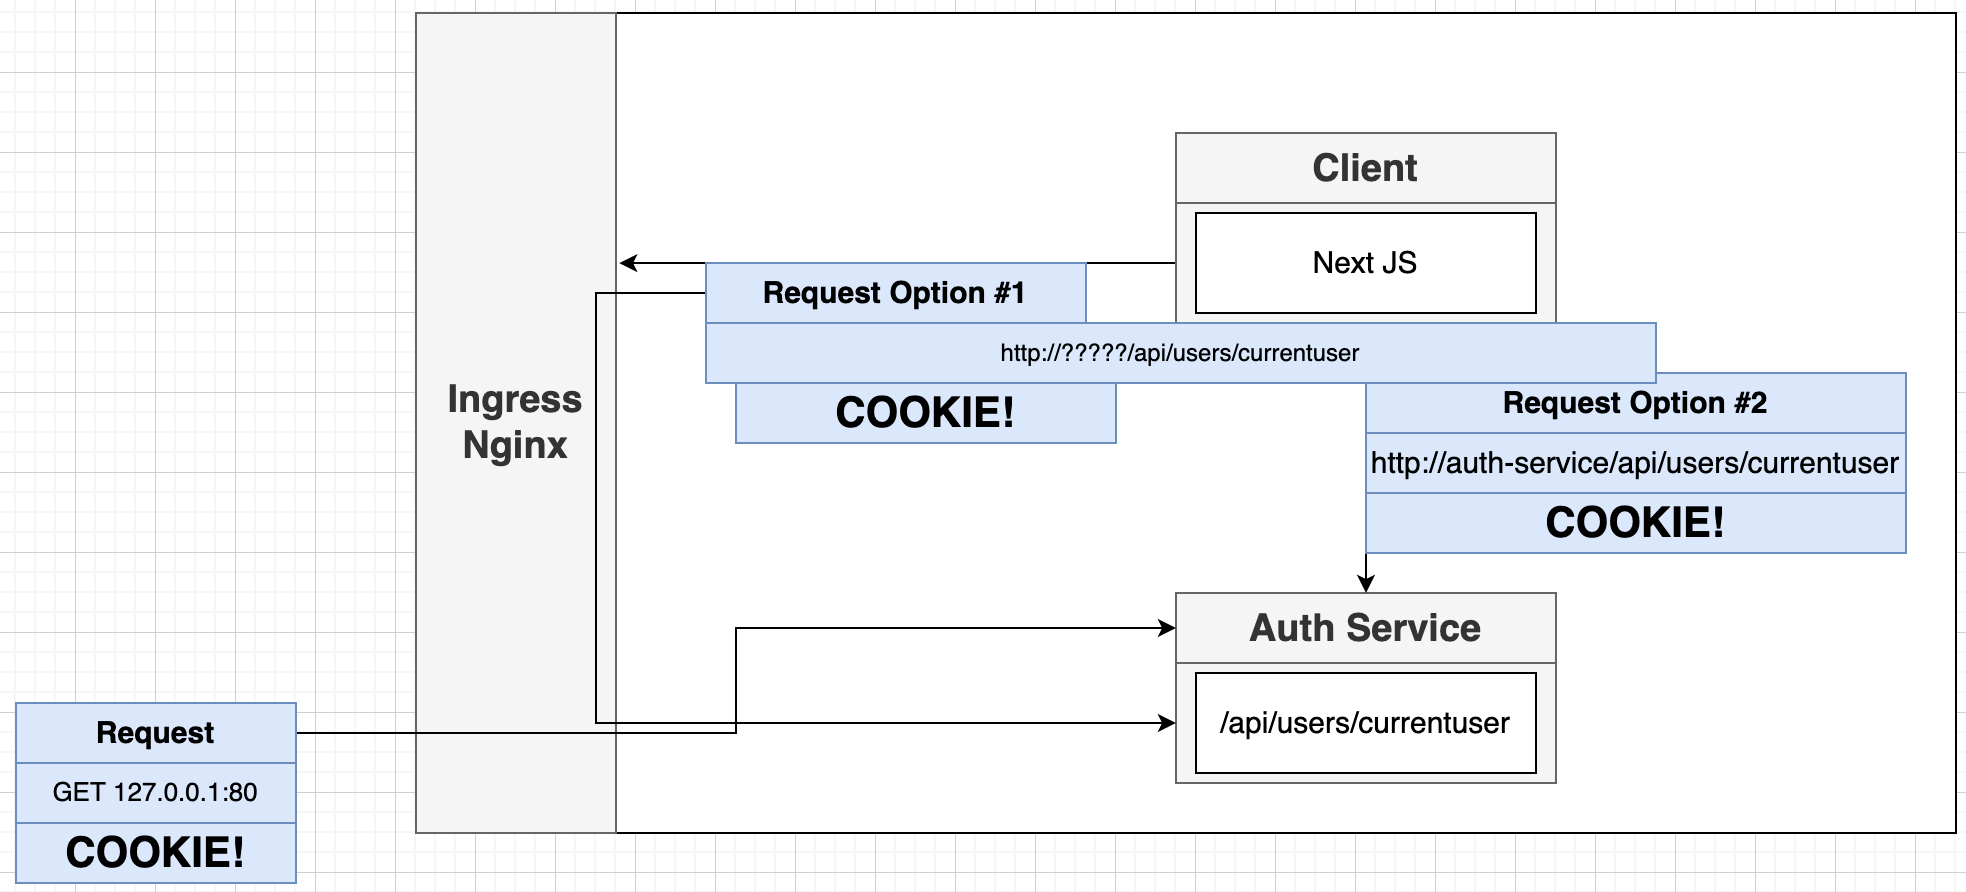 Client
Next JS
Request Option #1
http://?????/api/users/currentuser
COOKIE!
Ingress
Nginx
Request Option #2
http://auth-service/api/users/currentuser
COOKIE!
Auth Service
/api/users/currentuser
Request
GET 127.0.0.1:80
COOKIE!